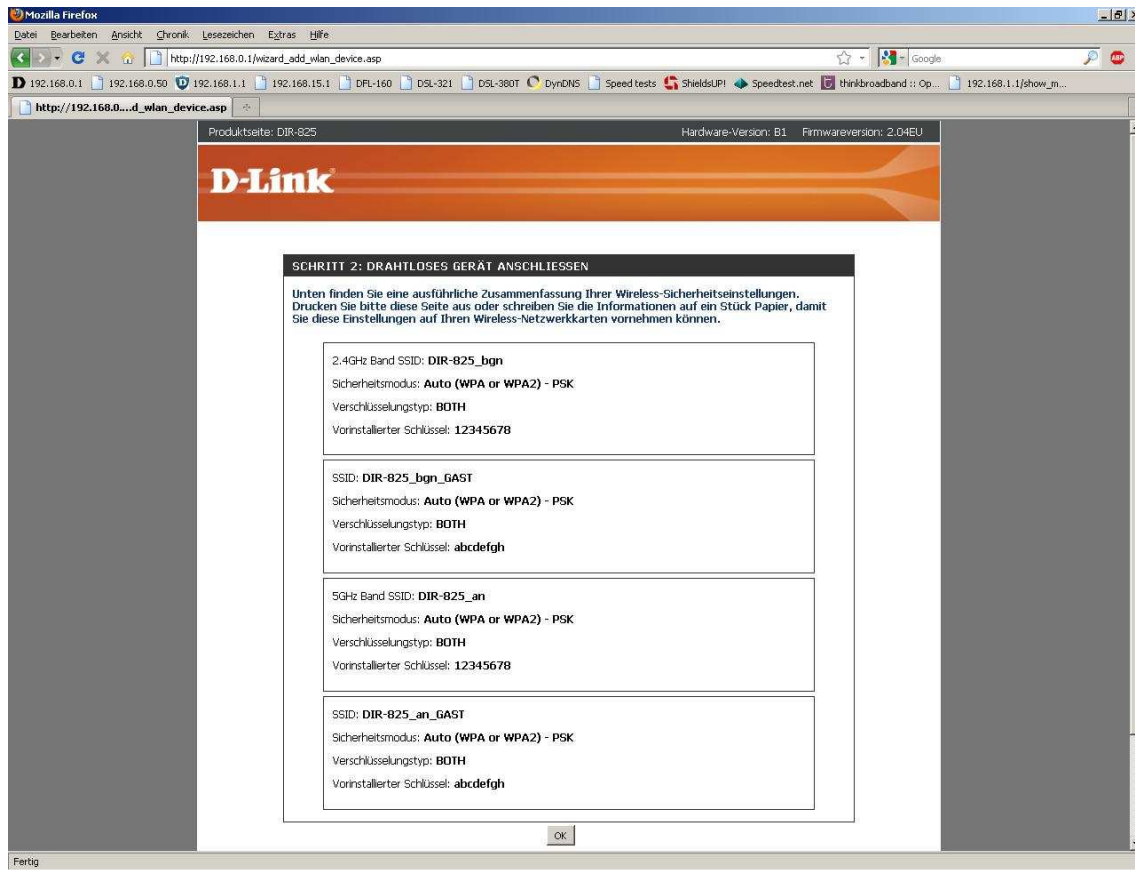 Mozilla Firefox
Datei Bearbeiten Ansicht Chronik Lesezeichen Extras Hilfe
http://192.168.0.1/wizard_add_wlan_device.asp Google ABP
192.168.0.1 192.168.0.50 192.168.1.1 192.168.15.1 DFL-160 DSL-321 DSL-380T DynDNS Speed tests ShieldsUP! Speedtest.net thinkbroadband :: Op... 192.168.1.1/show_m...
http://192.168.0....d_wlan_device.asp
Produktseite: DIR-825 Hardware-Version: B1 Firmwareversion: 2.04EU
D-Link
SCHRITT 2: DRAHTLOSES GERÄT ANSCHLIESSEN
Unten finden Sie eine ausführliche Zusammenfassung Ihrer Wireless-Sicherheitseinstellungen.
Drucken Sie bitte diese Seite aus oder schreiben Sie die Informationen auf ein Stück Papier, damit
Sie diese Einstellungen auf Ihren Wireless-Netzwerkkarten vornehmen können.
2.4GHz Band SSID: DIR-825_bgn
Sicherheitsmodus: Auto (WPA or WPA2) - PSK
Verschlüsselungstyp: BOTH
Vorinstallierter Schlüssel: 12345678
SSID: DIR-825_bgn_GAST
Sicherheitsmodus: Auto (WPA or WPA2) - PSK
Verschlüsselungstyp: BOTH
Vorinstallierter Schlüssel: abcdefgh
5GHz Band SSID: DIR-825_an
Sicherheitsmodus: Auto (WPA or WPA2) - PSK
Verschlüsselungstyp: BOTH
Vorinstallierter Schlüssel: 12345678
SSID: DIR-825_an_GAST
Sicherheitsmodus: Auto (WPA or WPA2) - PSK
Verschlüsselungstyp: BOTH
Vorinstallierter Schlüssel: abcdefgh
OK
Fertig